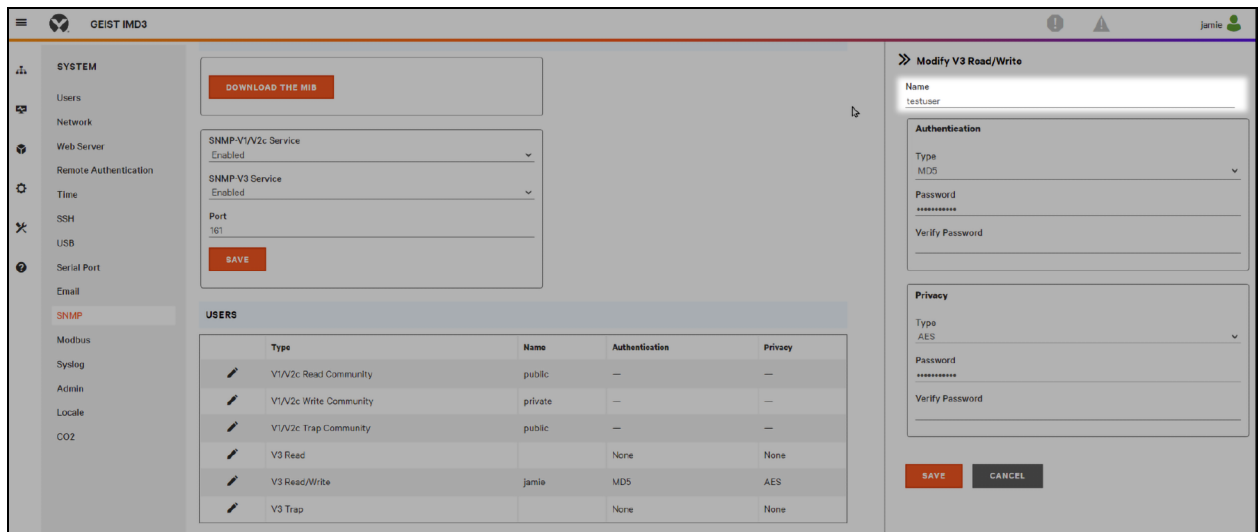 GEIST IMD3
jamie
SYSTEM
Users
Network
Web Server
Remote Authentication
Time
SSH
USB
Serial Port
Email
SNMP
Modbus
Syslog
Admin
Locale
CO2
DOWNLOAD THE MIB
SNMP-V1/V2c Service
Enabled
SNMP-V3 Service
Enabled
Port
161
SAVE
USERS
Type Name Authentication Privacy
V1/V2c Read Community public — —
V1/V2c Write Community private — —
V1/V2c Trap Community public — —
V3 Read None None
V3 Read/Write jamie MD5 AES
V3 Trap None None
Modify V3 Read/Write
Name
testuser
Authentication
Type
MD5
Password
•••••••••••
Verify Password
Privacy
Type
AES
Password
•••••••••••
Verify Password
SAVE CANCEL